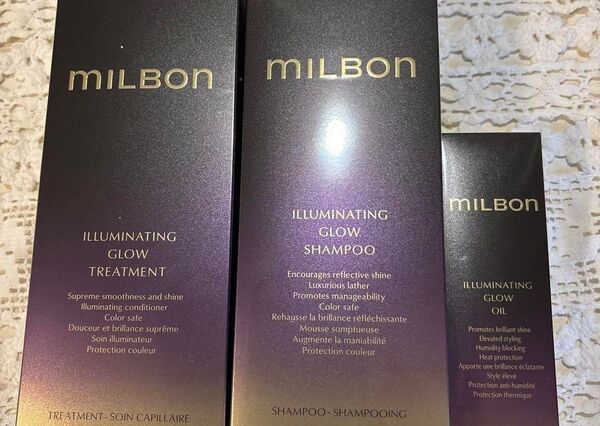 MILBON
ILLUMINATING
GLOW
TREATMENT
Supreme smoothness and shine
Illuminating conditioner
Color safe
Douceur et brillance suprême
Soin illuminateur
Protection couleur
TREATMENT-SOIN CAPILLAIRE
MILBON
ILLUMINATING
GLOW
SHAMPOO
Encourages reflective shine
Luxurious lather
Promotes manageability
Color safe
Rehausse la brillance réfléchissante
Mousse somptueuse
Augmente la maniabilité
Protection couleur
SHAMPOO-SHAMPOOING
MILBON
ILLUMINATING
GLOW
OIL
Promotes brilliant shine
Elevated styling
Humidity blocking
Heat protection
Apporte une brillance éclatante
Style élevé
Protection anti-humidité
Protection thermique